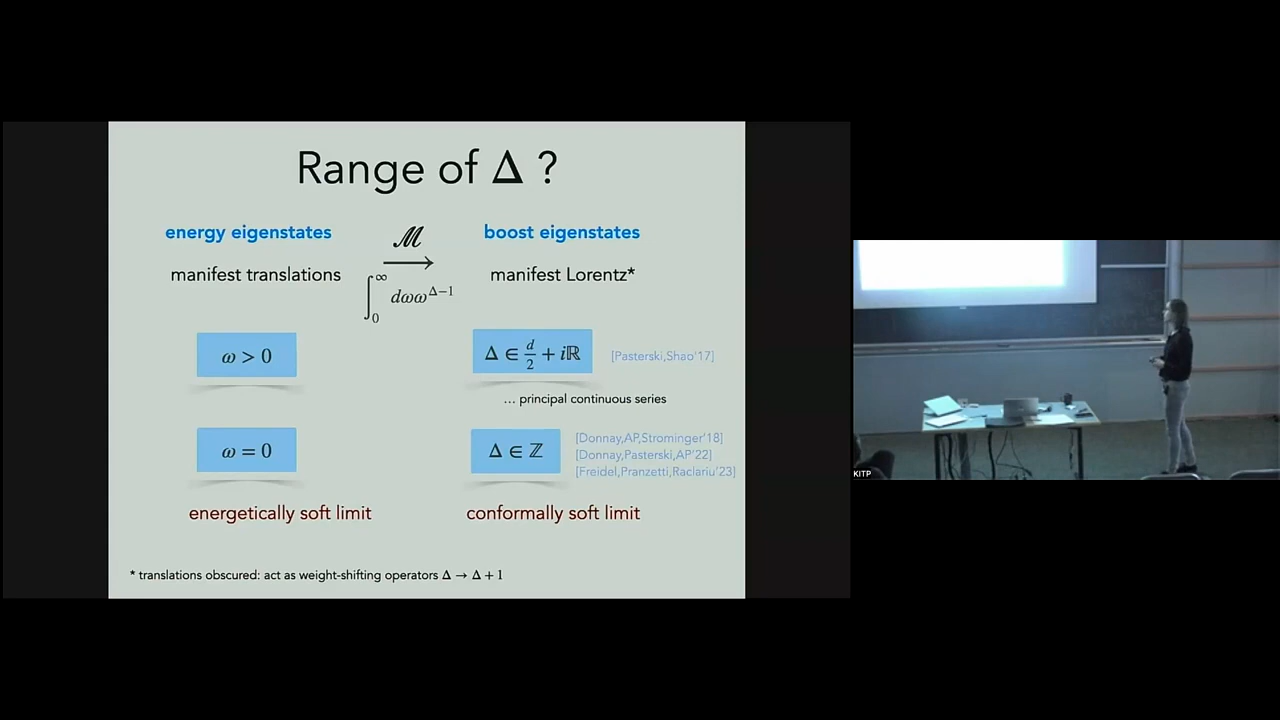 Range of Δ ?
energy eigenstates
ℳ
boost eigenstates
manifest translations
→
manifest Lorentz*
∫₀^∞ dωω^{Δ−1}
ω > 0
Δ ∈ d/2 + iℝ
[Pasterski,Shao'17]
... principal continuous series
ω = 0
Δ ∈ ℤ
[Donnay,AP,Strominger'18]
[Donnay,Pasterski,AP'22]
[Freidel,Pranzetti,Raclariu'23]
energetically soft limit
conformally soft limit
* translations obscured: act as weight-shifting operators Δ → Δ + 1
KITP